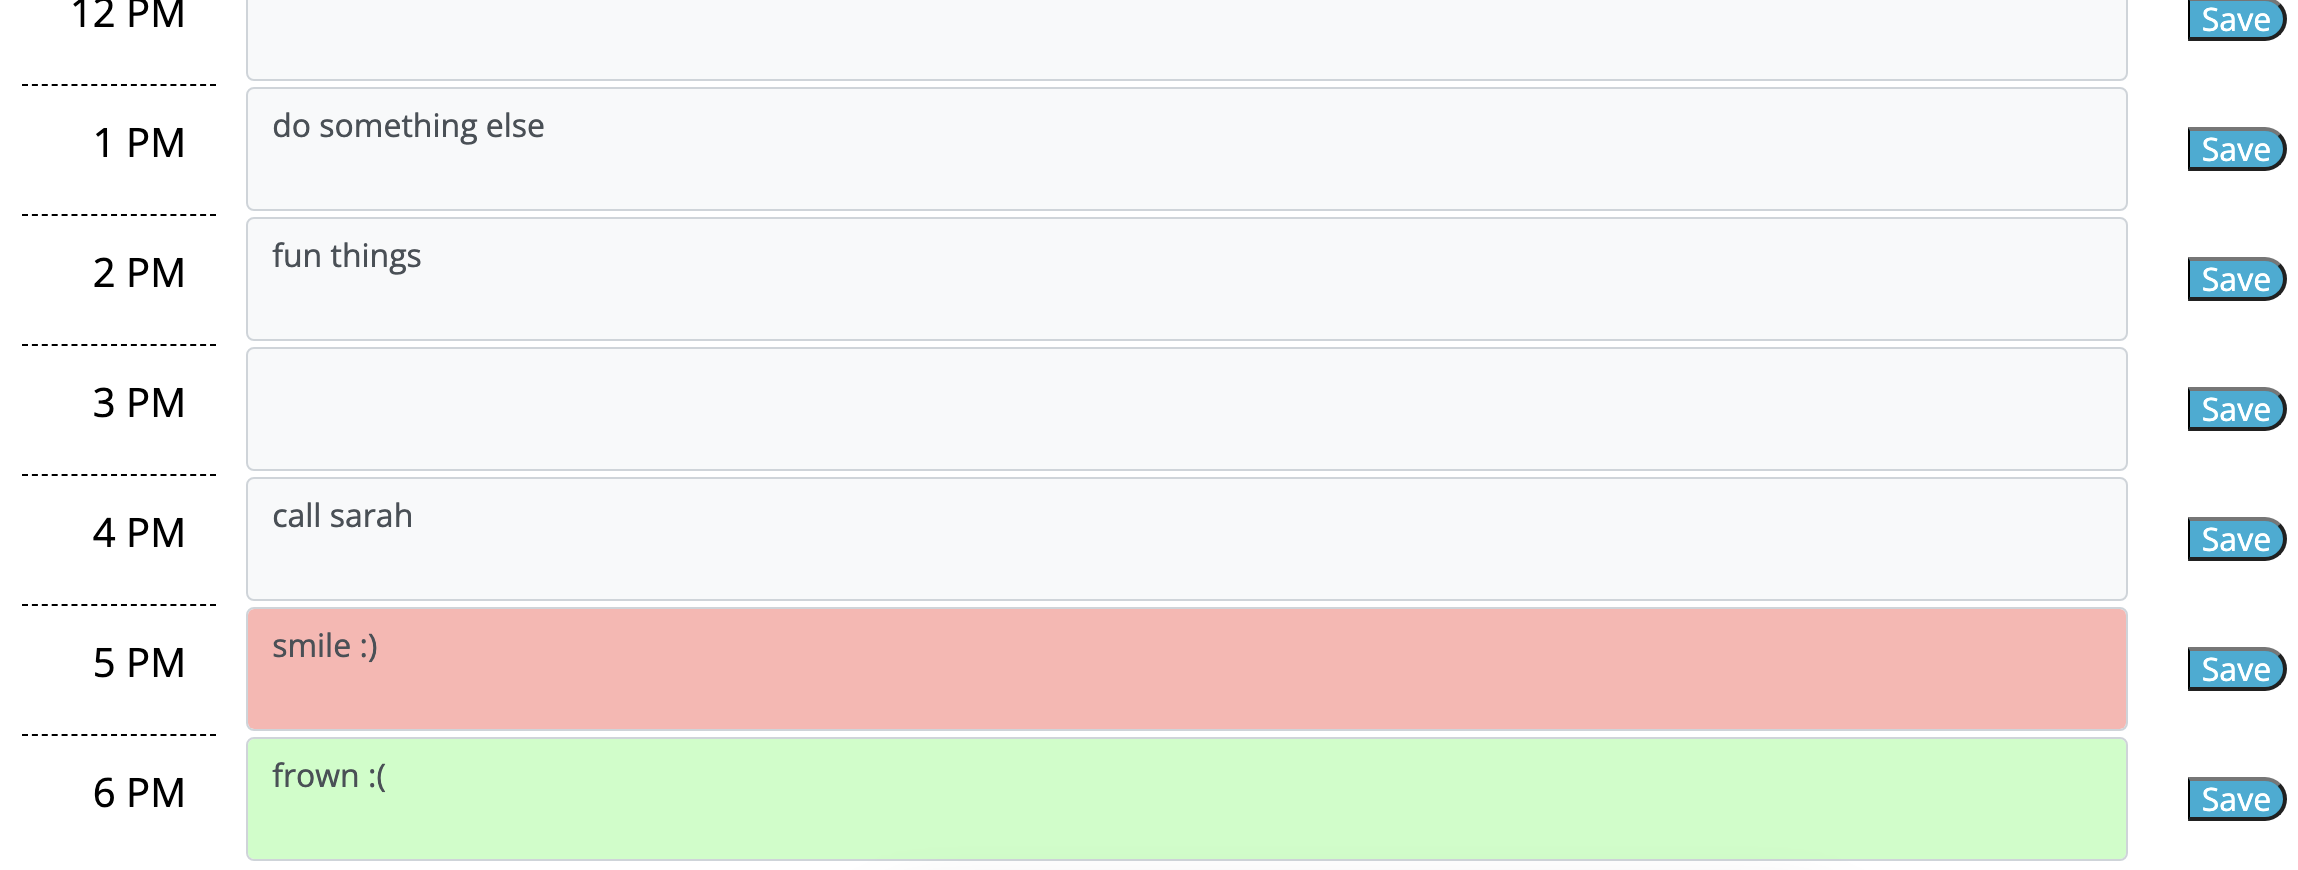 12 PM Save
1 PM do something else Save
2 PM fun things Save
3 PM Save
4 PM call sarah Save
5 PM smile :) Save
6 PM frown :( Save